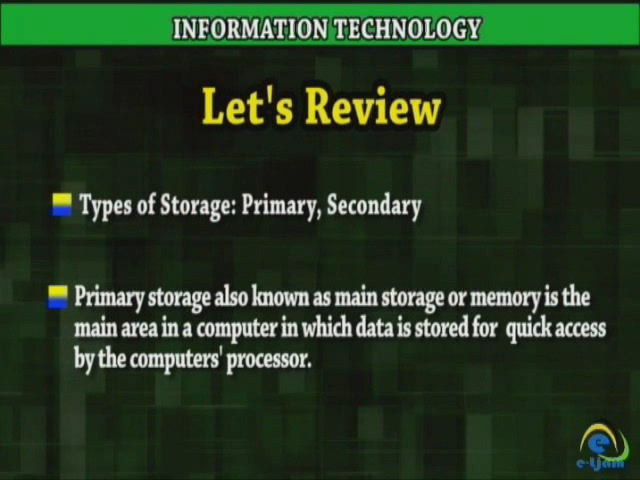 INFORMATION TECHNOLOGY
Let's Review
Types of Storage: Primary, Secondary
Primary storage also known as main storage or memory is the
main area in a computer in which data is stored for quick access
by the computers' processor.
e
e-Ljam